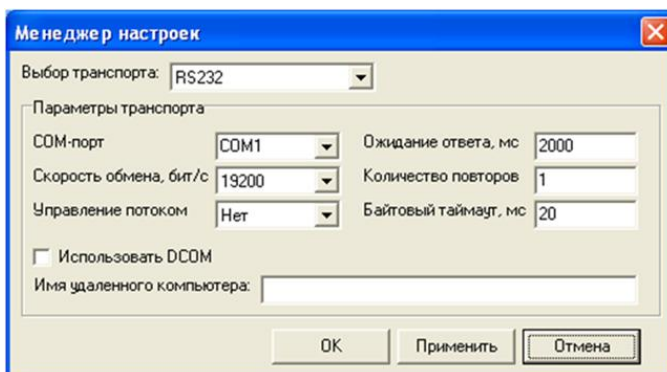 Менеджер настроек
Выбор транспорта: RS232
Параметры транспорта
COM-порт COM1 Ожидание ответа, мс 2000
Скорость обмена, бит/с 19200 Количество повторов 1
Управление потоком Нет Байтовый таймаут, мс 20
Использовать DCOM
Имя удаленного компьютера:
OK Применить Отмена